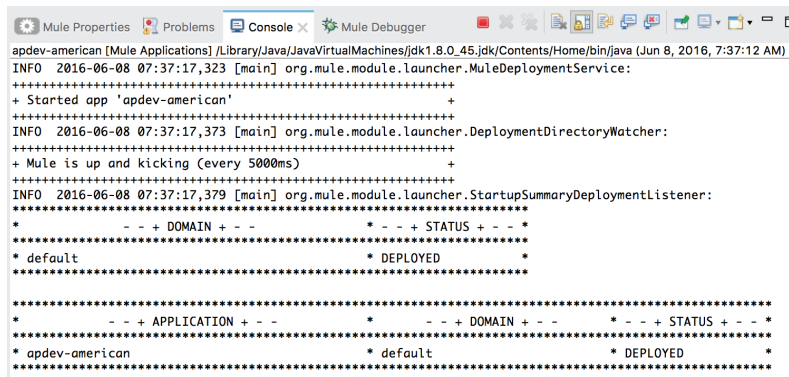 Mule Properties Problems Console Mule Debugger
apdev-american [Mule Applications] /Library/Java/JavaVirtualMachines/jdk1.8.0_45.jdk/Contents/Home/bin/java (Jun 8, 2016, 7:37:12 AM)
INFO  2016-06-08 07:37:17,323 [main] org.mule.module.launcher.MuleDeploymentService:
++++++++++++++++++++++++++++++++++++++++++++++++++++++++++++
+ Started app 'apdev-american'                             +
++++++++++++++++++++++++++++++++++++++++++++++++++++++++++++
INFO  2016-06-08 07:37:17,373 [main] org.mule.module.launcher.DeploymentDirectoryWatcher:
++++++++++++++++++++++++++++++++++++++++++++++++++++++++++++
+ Mule is up and kicking (every 5000ms)                    +
++++++++++++++++++++++++++++++++++++++++++++++++++++++++++++
INFO  2016-06-08 07:37:17,379 [main] org.mule.module.launcher.StartupSummaryDeploymentListener:
**********************************************************************
*              - - + DOMAIN + - -               * - - + STATUS + - - *
**********************************************************************
* default                                       * DEPLOYED           *
**********************************************************************
*******************************************************************************************************
*            - - + APPLICATION + - -            *       - - + DOMAIN + - -       * - - + STATUS + - - *
*******************************************************************************************************
* apdev-american                                * default                        * DEPLOYED           *
*******************************************************************************************************